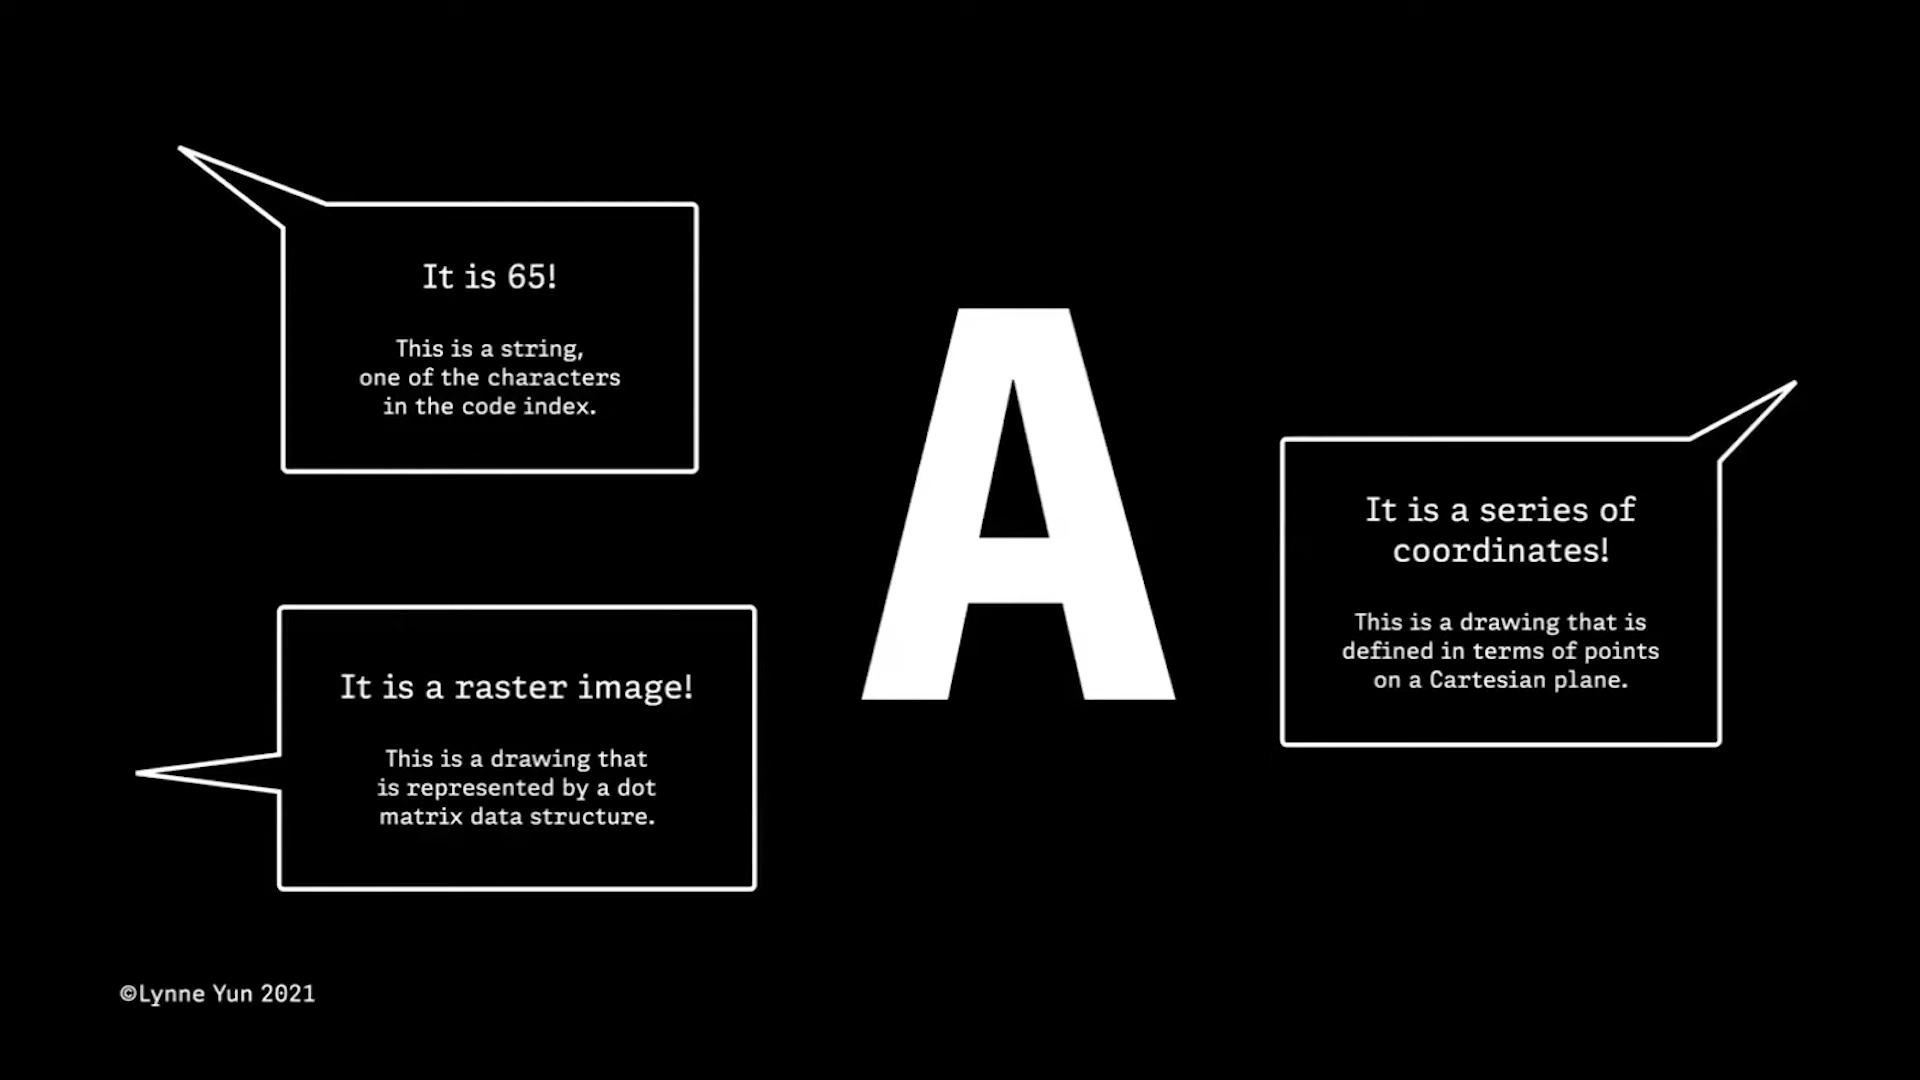 It is 65!
This is a string,
one of the characters
in the code index.
A
It is a series of
coordinates!
This is a drawing that is
defined in terms of points
on a Cartesian plane.
It is a raster image!
This is a drawing that
is represented by a dot
matrix data structure.
©Lynne Yun 2021